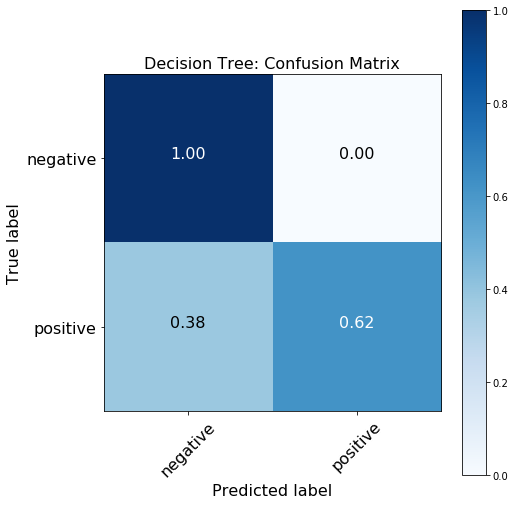 Decision Tree: Confusion Matrix
1.0
0.8
0.6
0.4
0.2
0.0
True label
negative
1.00 0.00
positive
0.38 0.62
negative positive
Predicted label